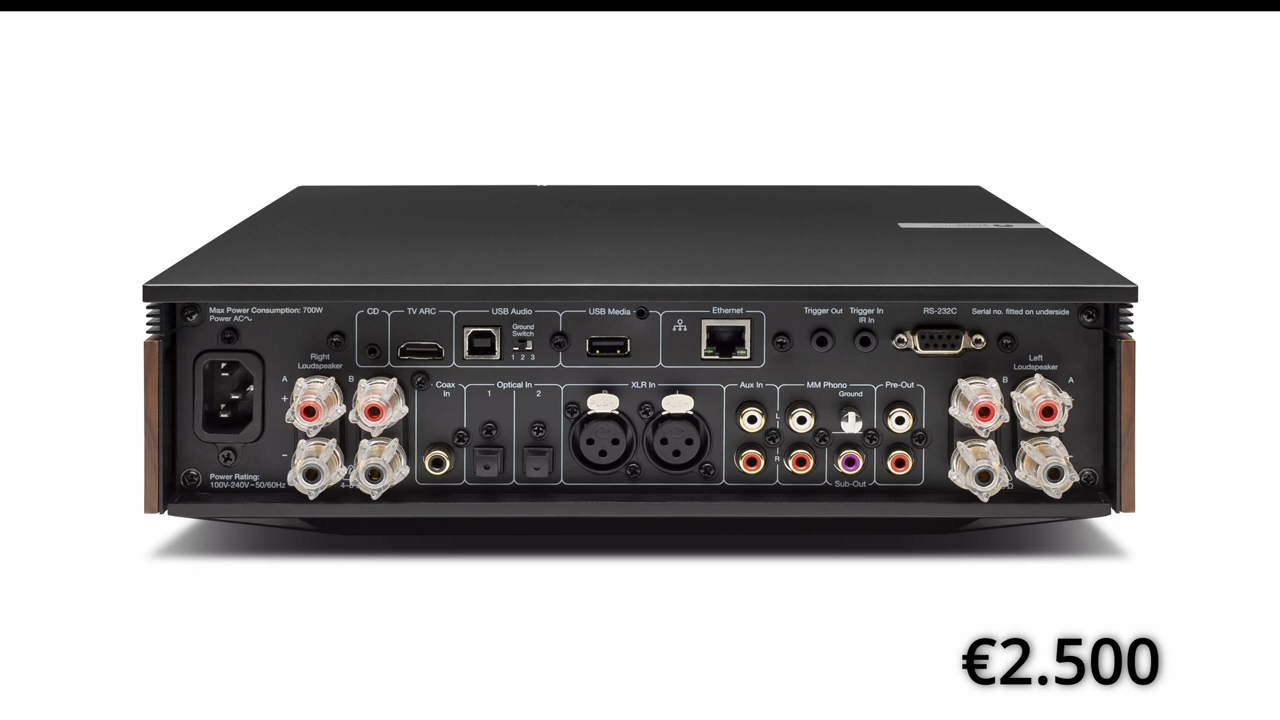 Max Power Consumption: 700W
Power AC
CD
TV ARC
USB Audio
Ground
Switch
1 2 3
USB Media
Ethernet
Trigger Out
Trigger In
IR In
RS-232C
Serial no. fitted on underside
Right
Loudspeaker
A
B
+
−
Coax
In
Optical In
1
2
XLR In
PUSH
Aux In
L
R
MM Phono
Ground
Pre-Out
Sub-Out
Left
Loudspeaker
B
A
Power Rating:
100V-240V~50/60Hz
€2.500